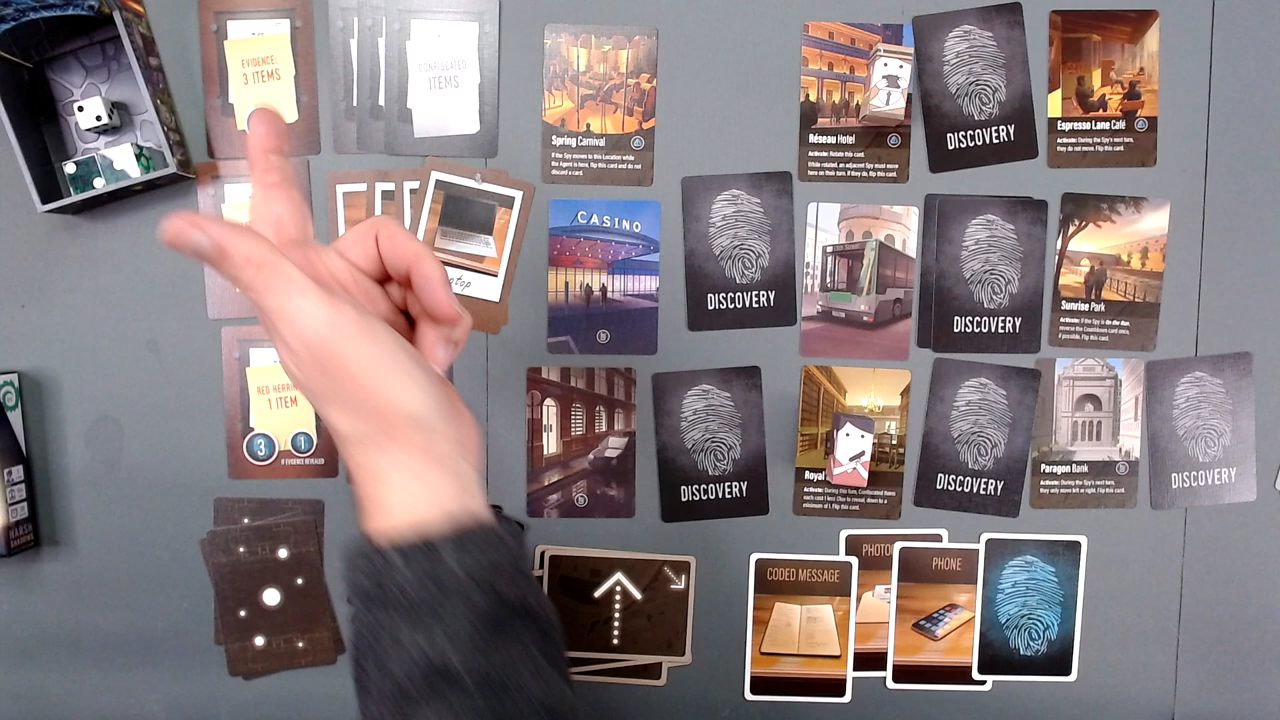 EVIDENCE:
3 ITEMS
CONFISCATED
ITEMS
Spring Carnival
If the Spy moves to this Location while
the Agent is here, flip this card and do not
discard a card.
Réseau Hotel
Activate: Rotate this card.
While rotated, an adjacent Spy must move
here on their turn. If they do, flip this card.
DISCOVERY
Espresso Lane Café
Activate: During the Spy's next turn,
they do not move. Flip this card.
CASINO
DISCOVERY
DISCOVERY
Sunrise Park
Activate: If the Spy is On the Run,
reverse the Countdown card once,
if possible. Flip this card.
1 ITEM
3
1
IF EVIDENCE REVEALED
DISCOVERY
Royal
Activate: During this turn, Confiscated Items
each cost 1 less Clue to reveal, down to a
minimum of 1. Flip this card.
DISCOVERY
Paragon Bank
Activate: During the Spy's next turn,
they only move left or right. Flip this card.
DISCOVERY
CODED MESSAGE
PHONE
HARSH
SHADOWS